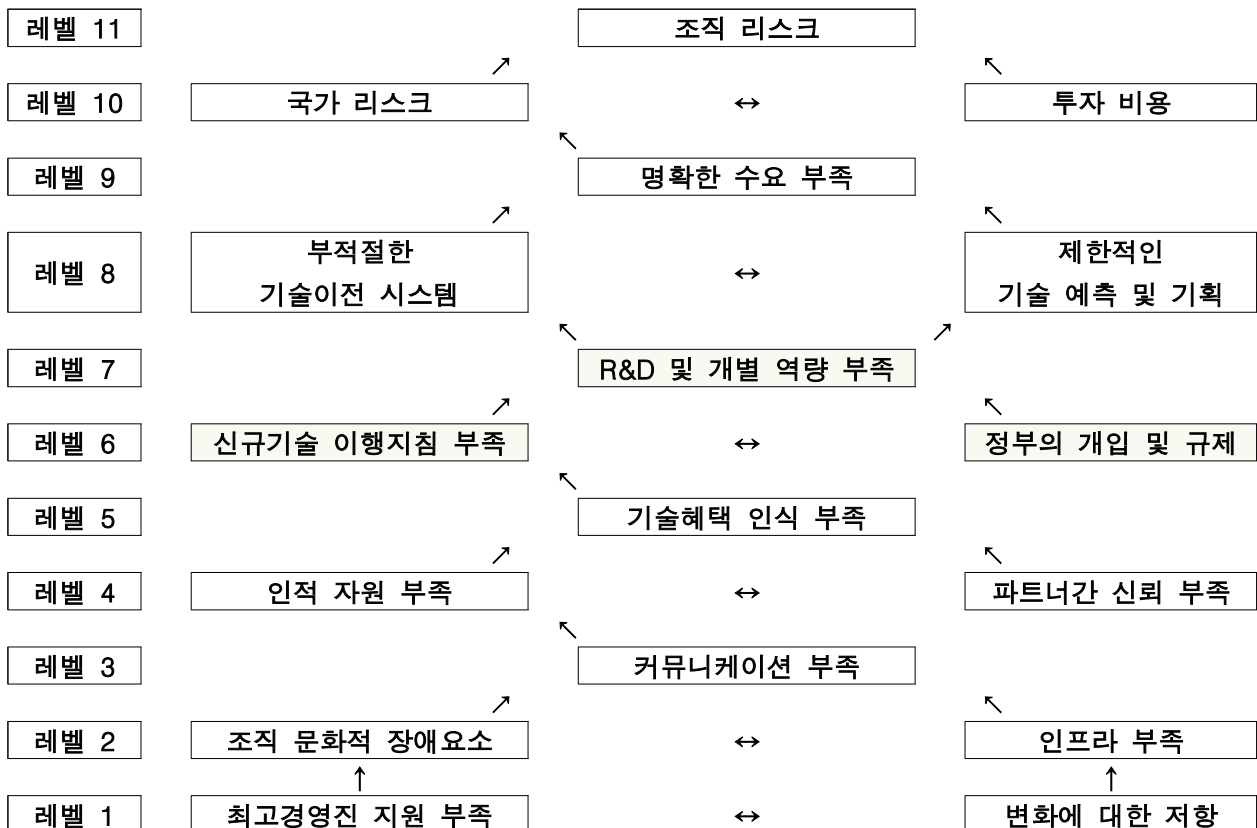 레벨 11 조직 리스크
↗ ↖
레벨 10 국가 리스크 ↔ 투자 비용
↖
레벨 9 명확한 수요 부족
↗ ↖
레벨 8 부적절한 기술이전 시스템 ↔ 제한적인 기술 예측 및 기획
↖ ↗
레벨 7 R&D 및 개별 역량 부족
↗ ↖
레벨 6 신규기술 이행지침 부족 ↔ 정부의 개입 및 규제
↖
레벨 5 기술혜택 인식 부족
↗ ↖
레벨 4 인적 자원 부족 ↔ 파트너간 신뢰 부족
↖
레벨 3 커뮤니케이션 부족
↗ ↖
레벨 2 조직 문화적 장애요소 ↔ 인프라 부족
↑ ↑
레벨 1 최고경영진 지원 부족 ↔ 변화에 대한 저항